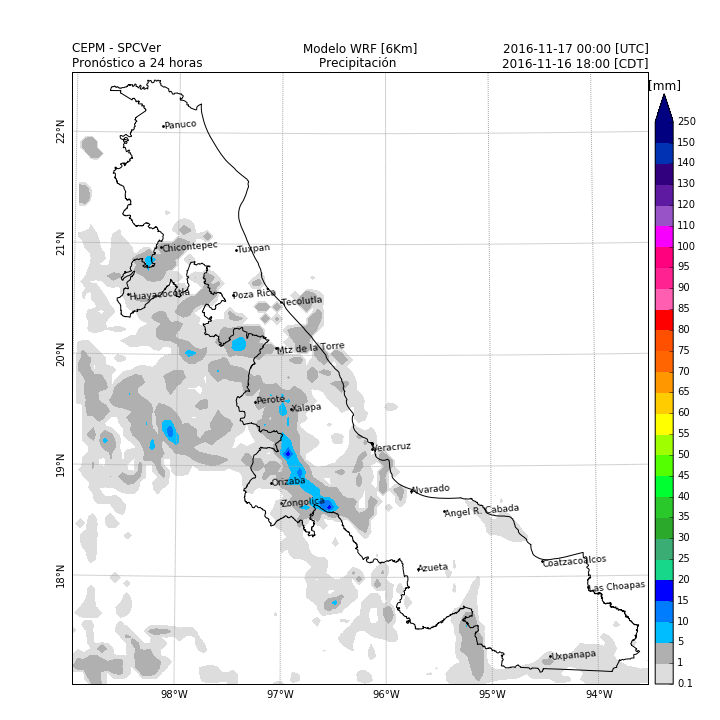 CEPM - SPCVer
Modelo WRF [6Km]
2016-11-17 00:00 [UTC]
Pronóstico a 24 horas
Precipitación
2016-11-16 18:00 [CDT]
[mm]
250
150
140
130
120
110
100
95
90
85
80
75
70
65
60
55
50
45
40
35
30
25
20
15
10
5
1
0.1
22°N
21°N
20°N
19°N
18°N
98°W
97°W
96°W
95°W
94°W
Panuco
Chicontepec
Tuxpan
Huayacocotla
Poza Rica
Tecolutla
Mtz de la Torre
Perote
Xalapa
Veracruz
Orizaba
Alvarado
Zongolica
Angel R. Cabada
Azueta
Coatzacoalcos
Las Choapas
Uxpanapa